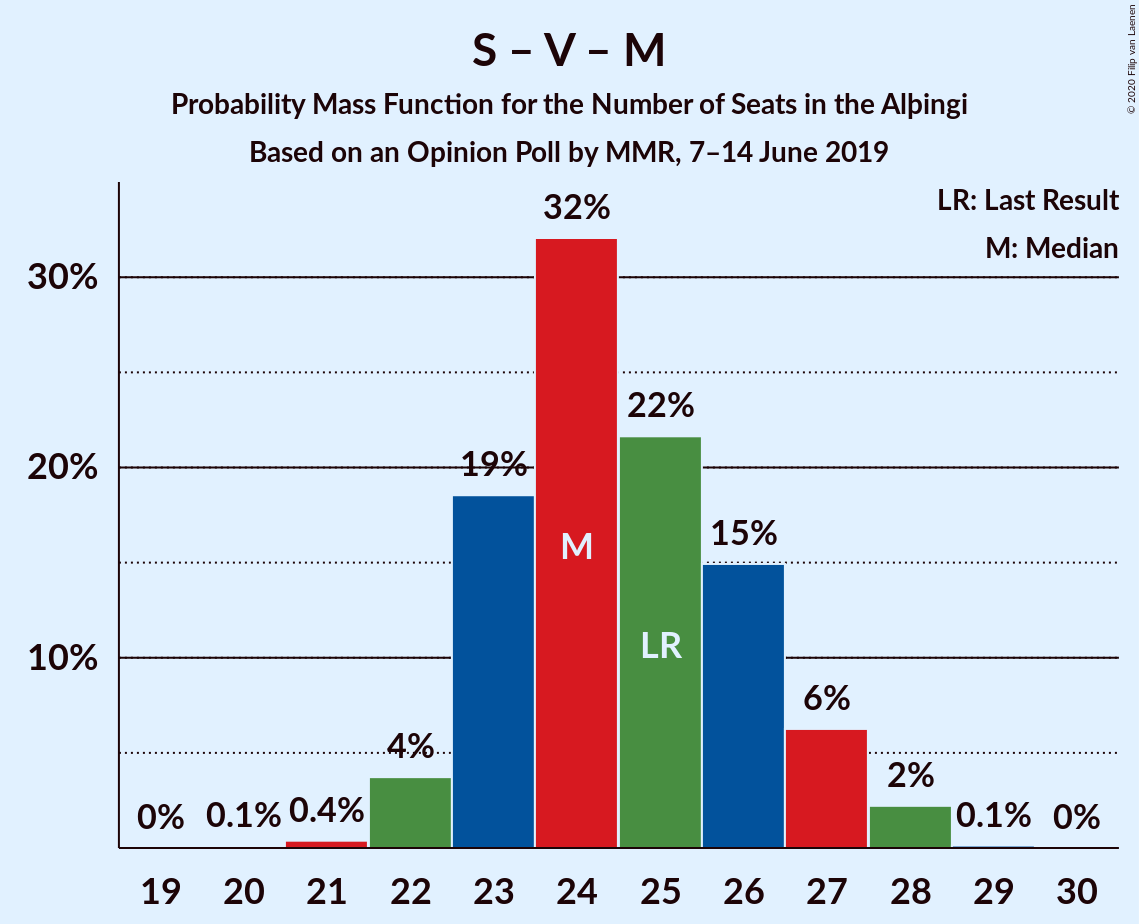 S – V – M
Probability Mass Function for the Number of Seats in the Alþingi
Based on an Opinion Poll by MMR, 7–14 June 2019
© 2020 Filip van Laenen
LR: Last Result
M: Median
30%
20%
10%
0%
0.1%
0.4%
4%
19%
32%
22%
15%
6%
2%
0.1%
0%
M
LR
19 20 21 22 23 24 25 26 27 28 29 30